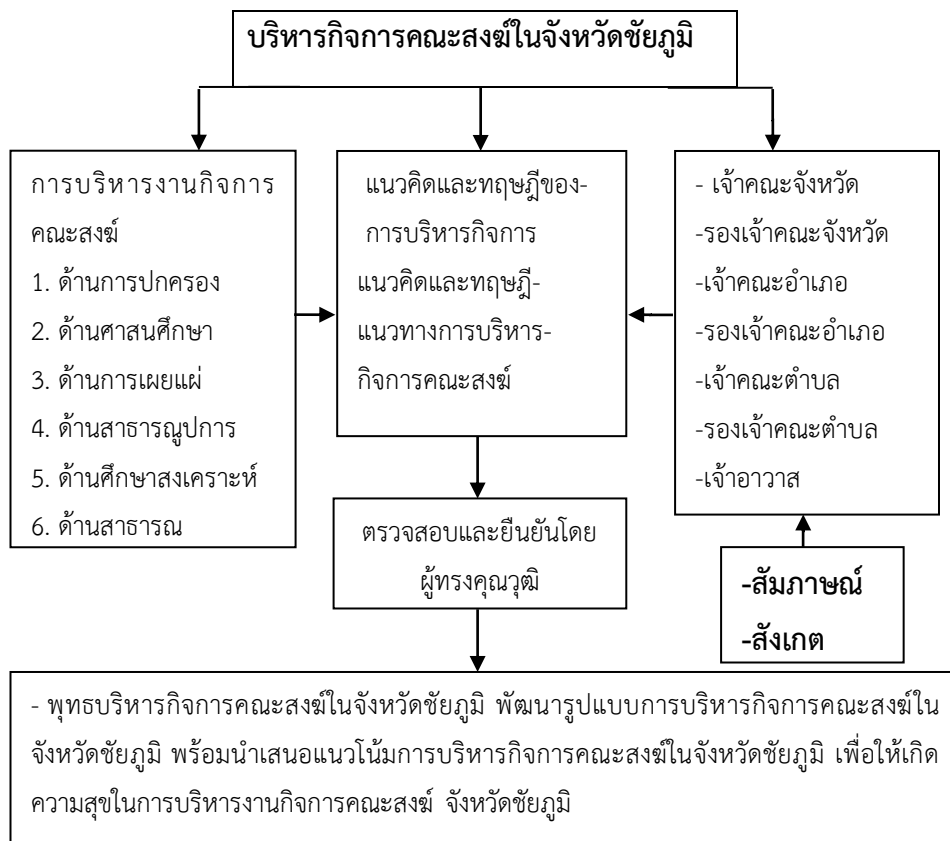 บริหารกิจการคณะสงฆ์ในจังหวัดชัยภูมิ
การบริหารงานกิจการ
คณะสงฆ์
1. ด้านการปกครอง
2. ด้านศาสนศึกษา
3. ด้านการเผยแผ่
4. ด้านสาธารณูปการ
5. ด้านศึกษาสงเคราะห์
6. ด้านสาธารณ
แนวคิดและทฤษฎีของ-
การบริหารกิจการ
แนวคิดและทฤษฎี-
แนวทางการบริหาร-
กิจการคณะสงฆ์
- เจ้าคณะจังหวัด
-รองเจ้าคณะจังหวัด
-เจ้าคณะอำเภอ
-รองเจ้าคณะอำเภอ
-เจ้าคณะตำบล
-รองเจ้าคณะตำบล
-เจ้าอาวาส
ตรวจสอบและยืนยันโดย
ผู้ทรงคุณวุฒิ
-สัมภาษณ์
-สังเกต
- พุทธบริหารกิจการคณะสงฆ์ในจังหวัดชัยภูมิ พัฒนารูปแบบการบริหารกิจการคณะสงฆ์ใน
จังหวัดชัยภูมิ พร้อมนำเสนอแนวโน้มการบริหารกิจการคณะสงฆ์ในจังหวัดชัยภูมิ เพื่อให้เกิด
ความสุขในการบริหารงานกิจการคณะสงฆ์ จังหวัดชัยภูมิ